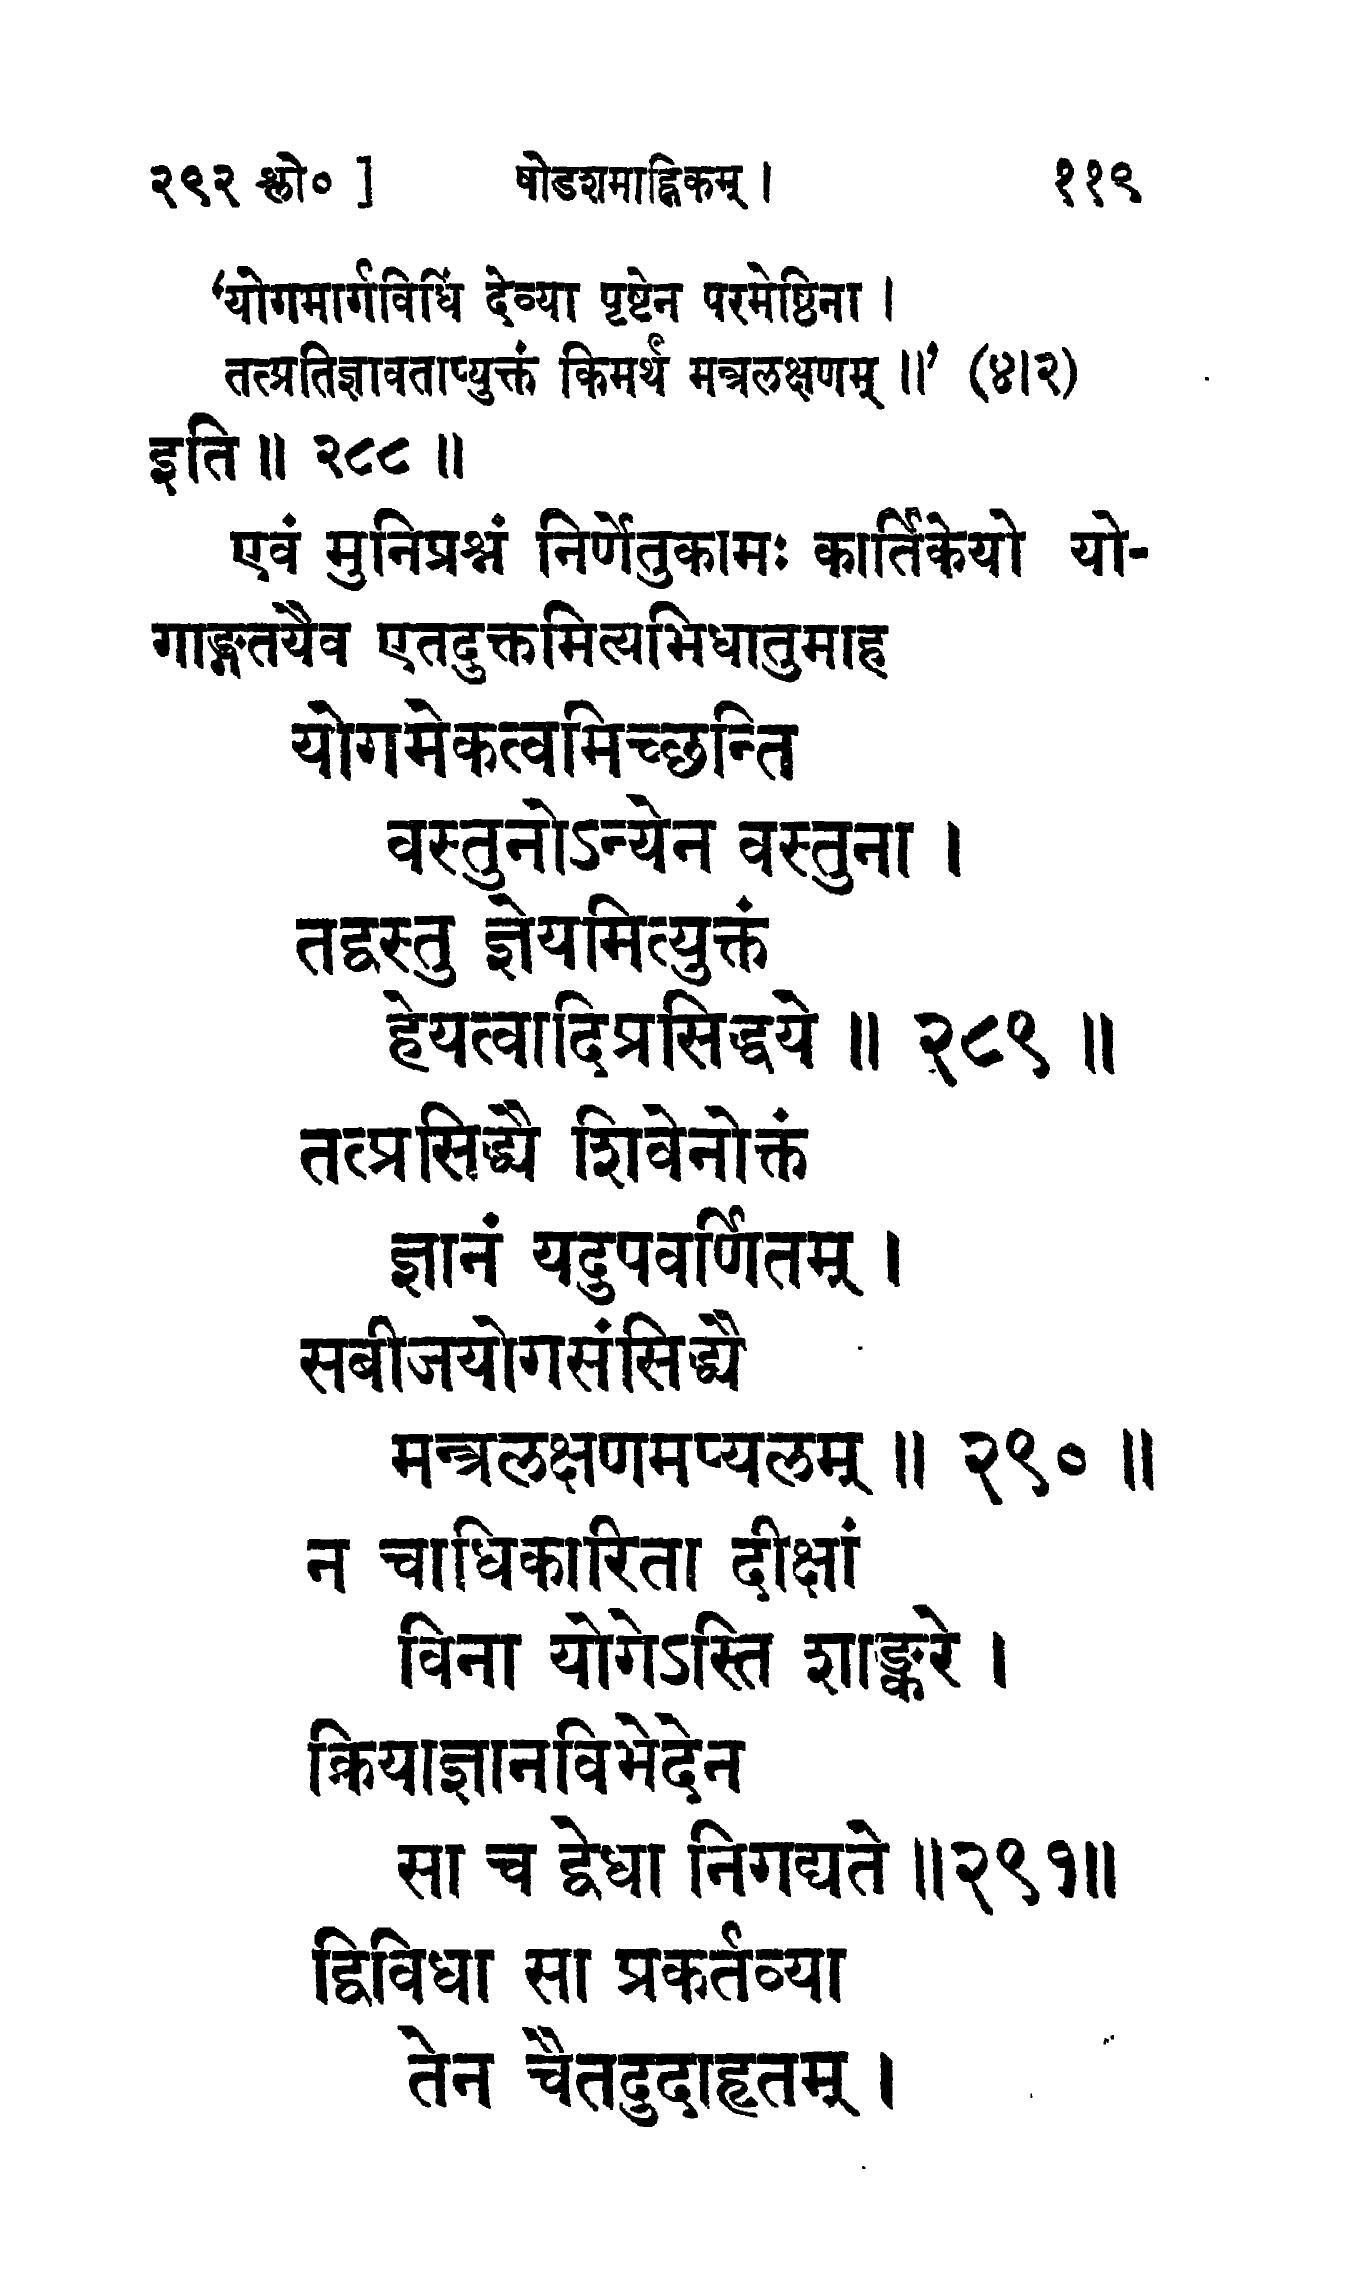 २९२ श्लो० ] षोडशमाह्निकम् । ११९
‘योगमार्गविधिं देव्या पृष्टेन परमेष्ठिना ।
तत्प्रतिज्ञावताप्युक्तं किमर्थं मन्त्रलक्षणम् ॥’ (४।२)
इति ॥ २८८ ॥
एवं मुनिप्रश्नं निर्णेतुकामः कार्तिकेयो यो-
गाङ्गतयैव एतदुक्तमित्यभिधातुमाह
योगमेकत्वमिच्छन्ति
वस्तुनोऽन्येन वस्तुना ।
तद्वस्तु ज्ञेयमित्युक्तं
हेयत्वादिप्रसिद्धये ॥ २८९ ॥
तत्प्रसिद्ध्यै शिवेनोक्तं
ज्ञानं यदुपवर्णितम् ।
सबीजयोगसंसिद्ध्यै
मन्त्रलक्षणमप्यलम् ॥ २९० ॥
न चाधिकारिता दीक्षां
विना योगेऽस्ति शाङ्करे ।
क्रियाज्ञानविभेदेन
सा च द्वेधा निगद्यते ॥२९१॥
द्विविधा सा प्रकर्तव्या
तेन चैतदुदाहृतम् ।